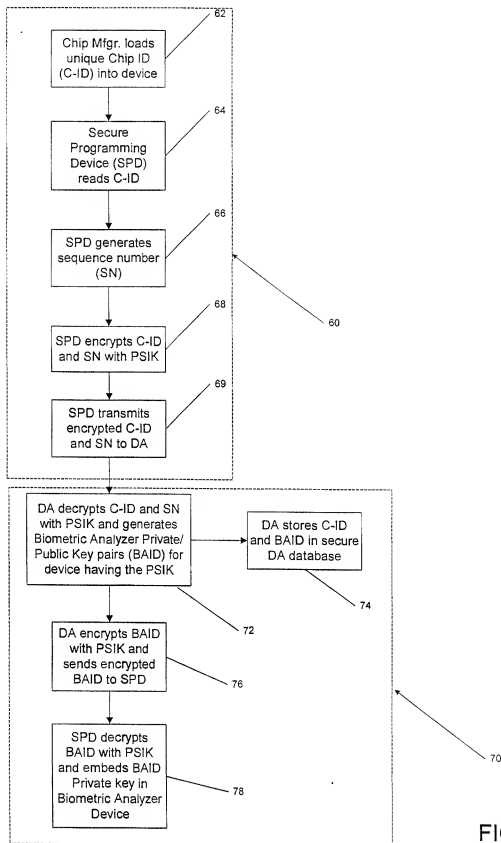 Chip Mfgr. loads
unique Chip ID
(C-ID) into device
62
Secure
Programming
Device (SPD)
reads C-ID
64
SPD generates
sequence number
(SN)
66
SPD encrypts C-ID
and SN with PSIK
68
60
SPD transmits
encrypted C-ID
and SN to DA
69
DA decrypts C-ID and SN
with PSIK and generates
Biometric Analyzer Private/
Public Key pairs (BAID) for
device having the PSIK
72
DA stores C-ID
and BAID in secure
DA database
74
DA encrypts BAID
with PSIK and
sends encrypted
BAID to SPD
76
70
SPD decrypts
BAID with PSIK
and embeds BAID
Private key in
Biometric Analyzer
Device
78